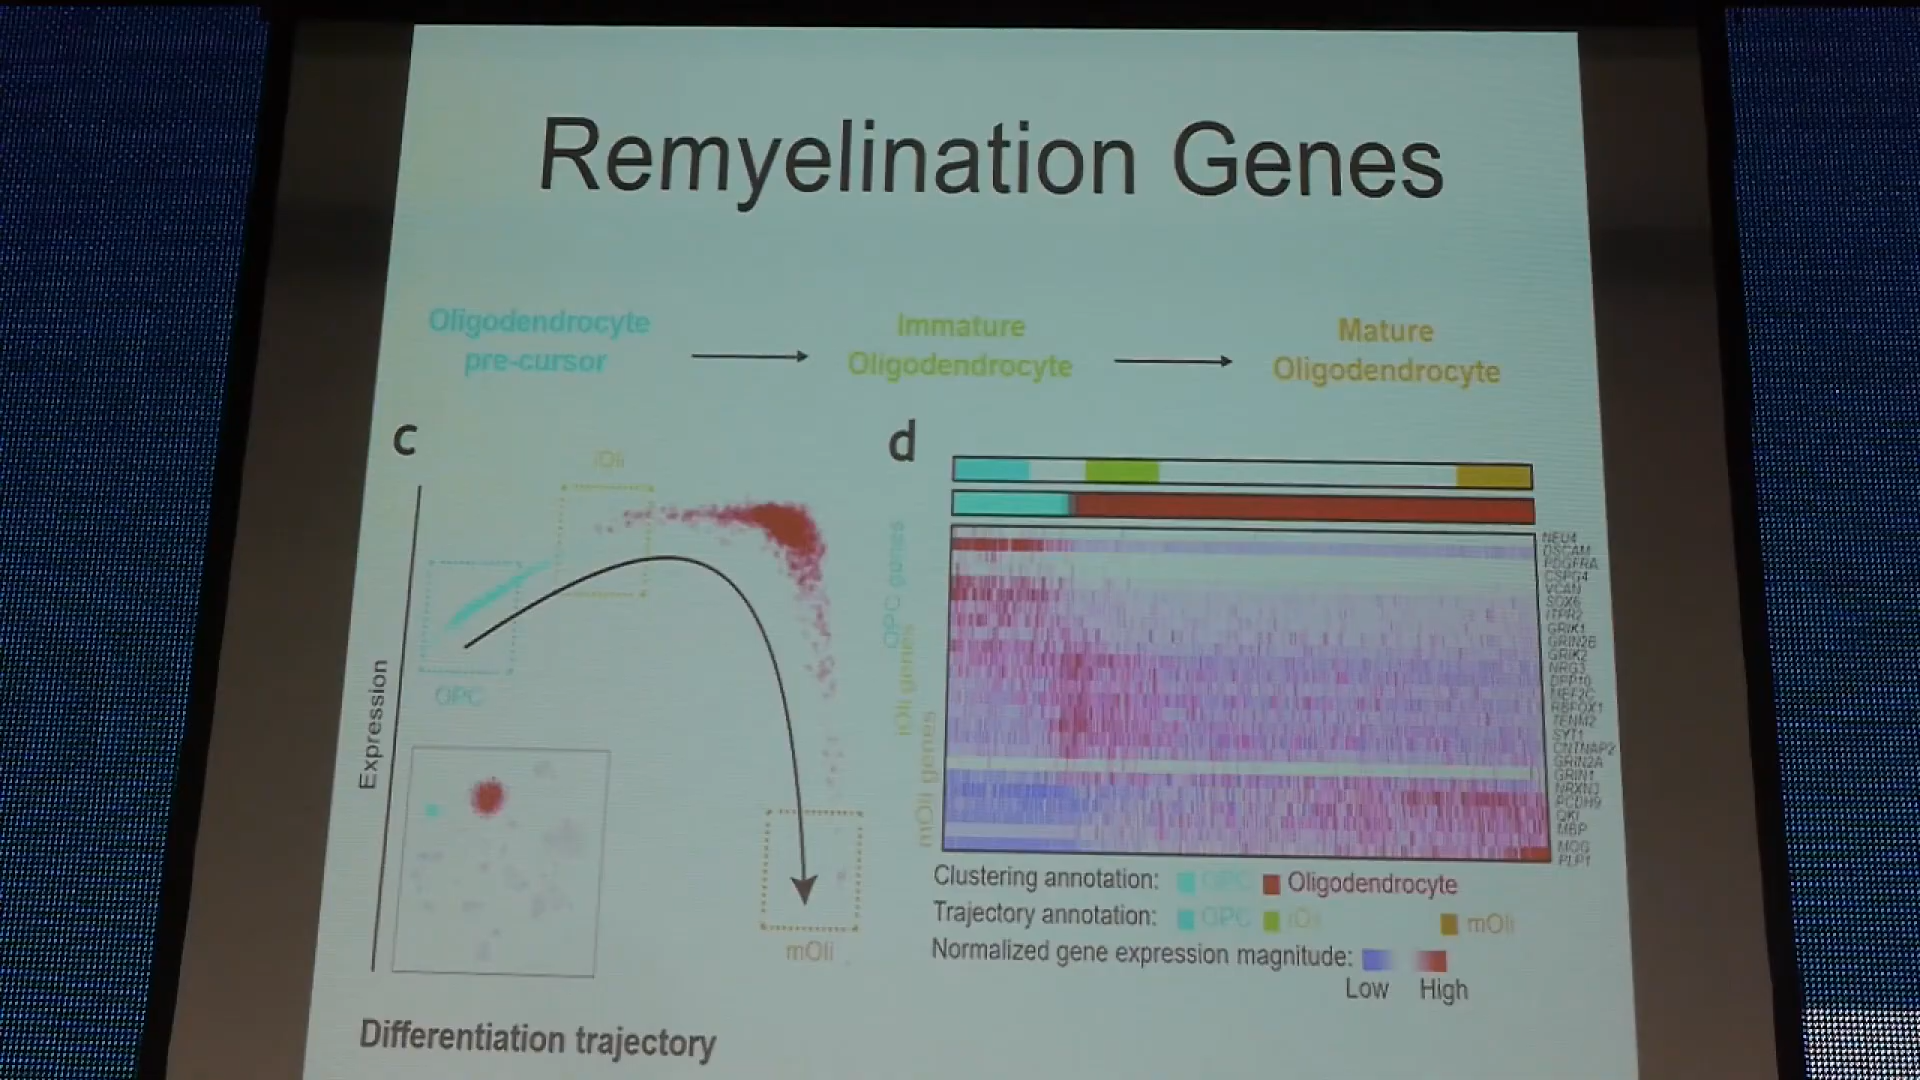 Remyelination Genes
Oligodendrocyte
pre-cursor
Immature
Oligodendrocyte
Mature
Oligodendrocyte
c
iOli
OPC
Expression
mOli
Differentiation trajectory
d
OPC genes
iOli genes
mOli genes
NEU4
DSCAM
PDGFRA
CSPG4
VCAN
SOX6
ITPR2
GRIK1
GRIN2B
GRIK2
NRG3
DPP10
MEF2C
RBFOX1
TENM2
SYT1
CNTNAP2
GRIN2A
GRIN1
NRXN3
PCDH9
QKI
MBP
MOG
PLP1
Clustering annotation: OPC Oligodendrocyte
Trajectory annotation: OPC iOli mOli
Normalized gene expression magnitude:
Low High